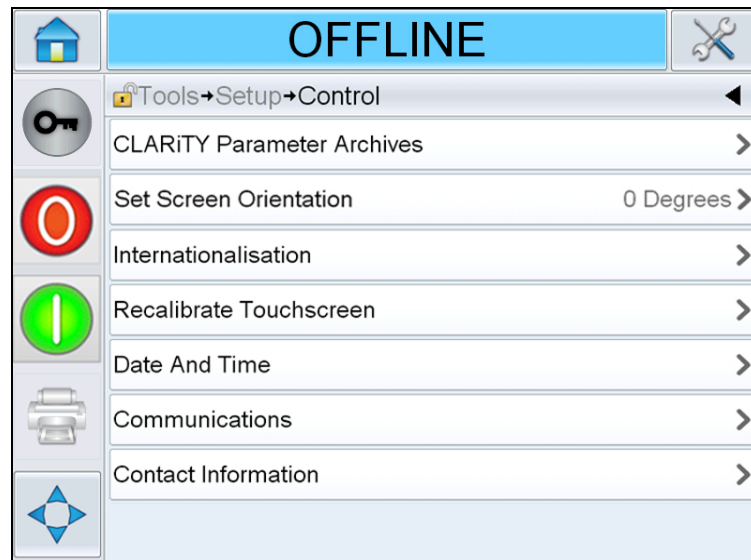 OFFLINE
Tools→Setup→Control
CLARiTY Parameter Archives
Set Screen Orientation 0 Degrees
Internationalisation
Recalibrate Touchscreen
Date And Time
Communications
Contact Information